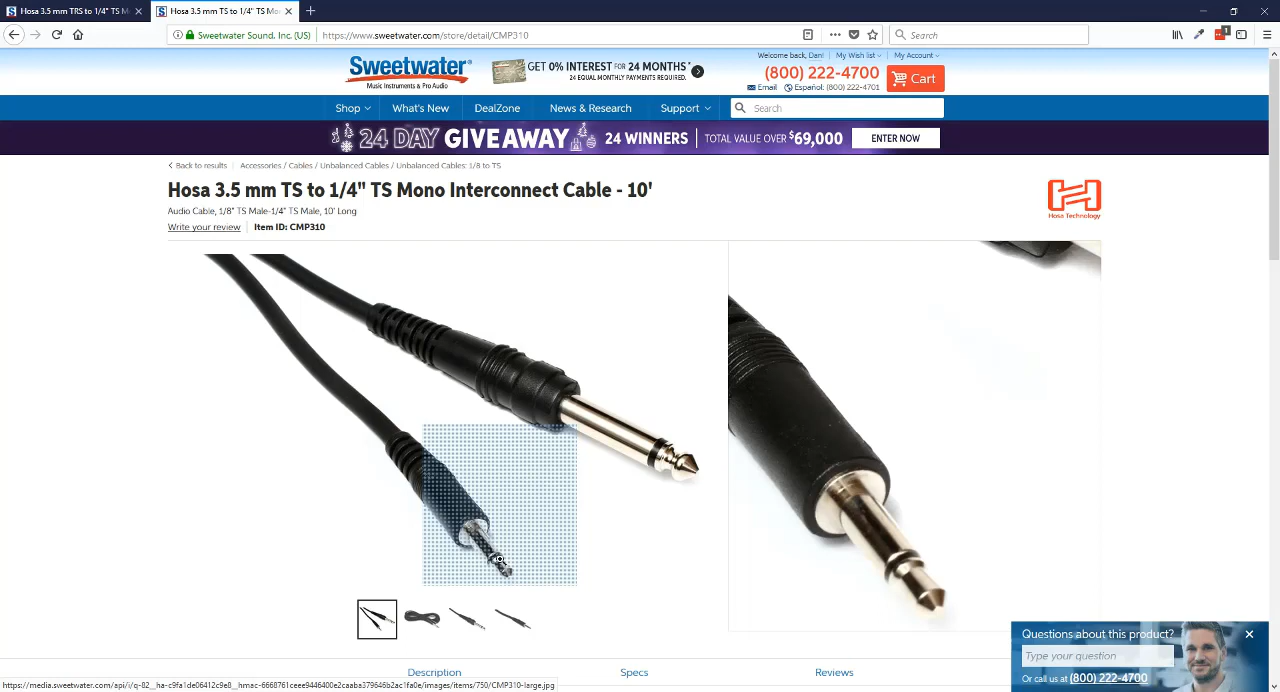 Hosa 3.5 mm TRS to 1/4" TS M
Hosa 3.5 mm TS to 1/4" TS Mo
Sweetwater Sound, Inc. (US)
https://www.sweetwater.com/store/detail/CMP310
Search
1
Sweetwater
Music Instruments & Pro Audio
GET 0% INTEREST FOR 24 MONTHS*
24 EQUAL MONTHLY PAYMENTS REQUIRED.
Welcome back, Dan!
My Wish list
My Account
(800) 222-4700
Email
Español: (800) 222-4701
Cart
Shop
What's New
DealZone
News & Research
Support
Search
24 DAY GIVEAWAY
24 WINNERS
TOTAL VALUE OVER $69,000
ENTER NOW
Back to results
Accessories / Cables / Unbalanced Cables / Unbalanced Cables: 1/8 to TS
Hosa 3.5 mm TS to 1/4" TS Mono Interconnect Cable - 10'
Audio Cable, 1/8" TS Male-1/4" TS Male, 10' Long
Write your review
Item ID: CMP310
Hosa Technology
Questions about this product?
Type your question
Or call us at (800) 222-4700
Description
Specs
Reviews